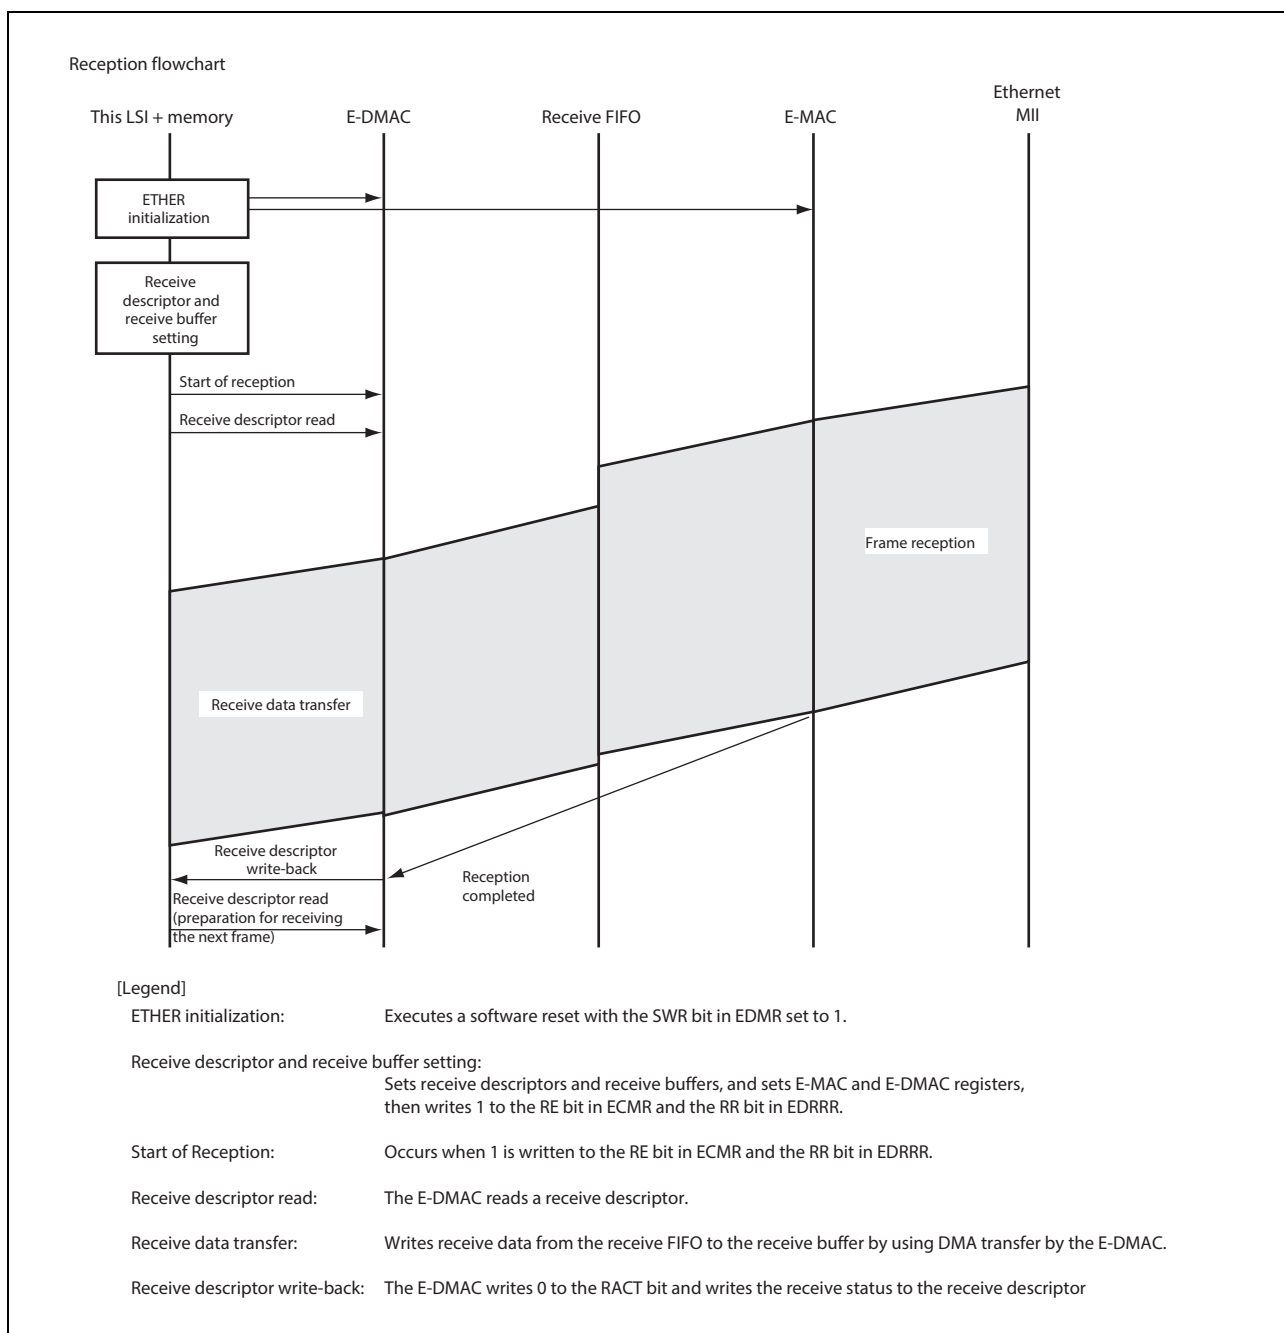 Reception flowchart
This LSI + memory
E-DMAC
Receive FIFO
E-MAC
Ethernet
MII
ETHER
initialization
Receive
descriptor and
receive buffer
setting
Start of reception
Receive descriptor read
Frame reception
Receive data transfer
Receive descriptor
write-back
Reception
completed
Receive descriptor read
(preparation for receiving
the next frame)
[Legend]
ETHER initialization: Executes a software reset with the SWR bit in EDMR set to 1.
Receive descriptor and receive buffer setting:
Sets receive descriptors and receive buffers, and sets E-MAC and E-DMAC registers,
then writes 1 to the RE bit in ECMR and the RR bit in EDRRR.
Start of Reception: Occurs when 1 is written to the RE bit in ECMR and the RR bit in EDRRR.
Receive descriptor read: The E-DMAC reads a receive descriptor.
Receive data transfer: Writes receive data from the receive FIFO to the receive buffer by using DMA transfer by the E-DMAC.
Receive descriptor write-back: The E-DMAC writes 0 to the RACT bit and writes the receive status to the receive descriptor